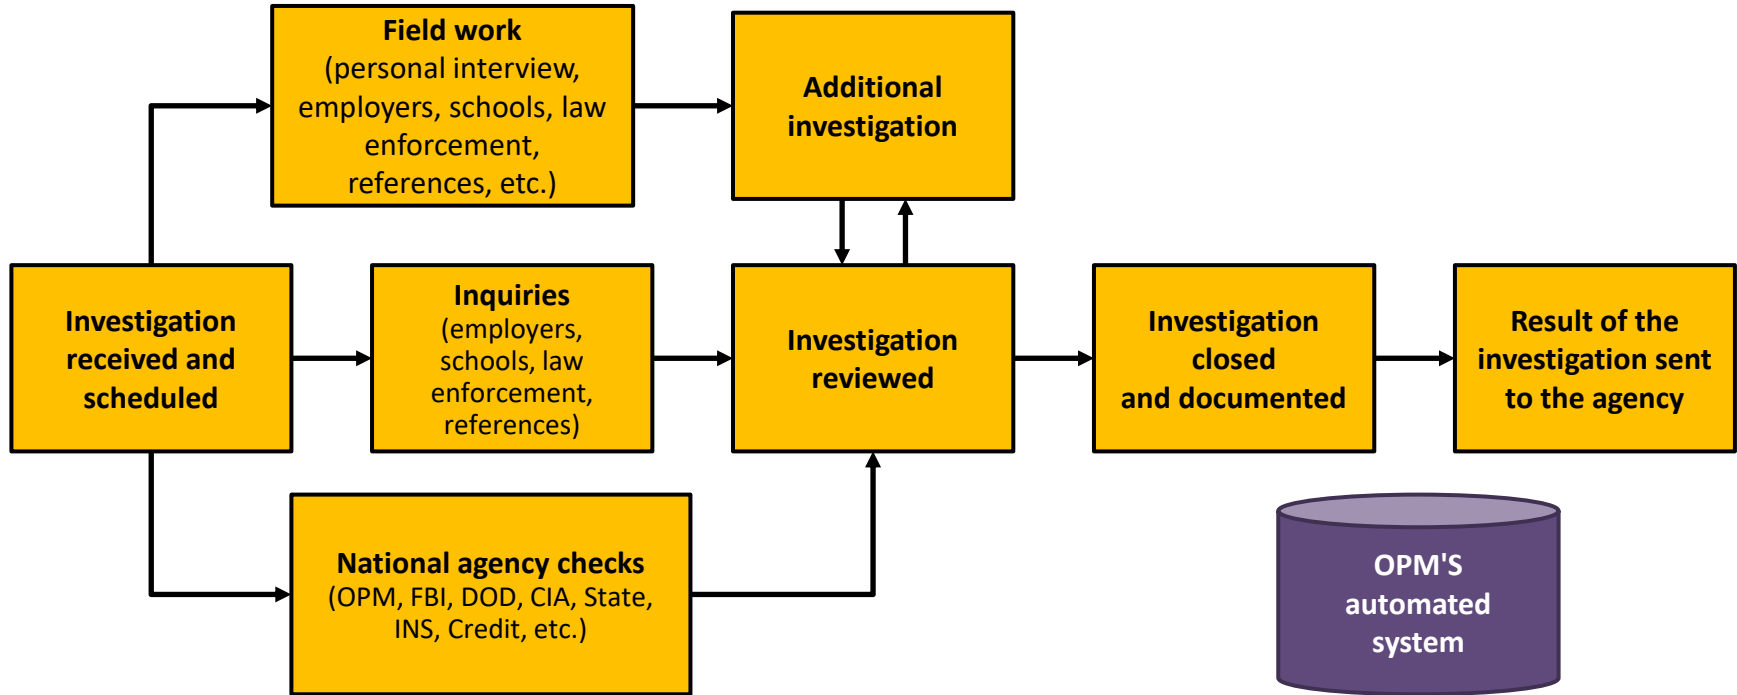 Field work
(personal interview,
employers, schools, law
enforcement,
references, etc.)
Additional
investigation
Investigation
received and
scheduled
Inquiries
(employers,
schools, law
enforcement,
references)
Investigation
reviewed
Investigation
closed
and documented
Result of the
investigation sent
to the agency
National agency checks
(OPM, FBI, DOD, CIA, State,
INS, Credit, etc.)
OPM'S
automated
system